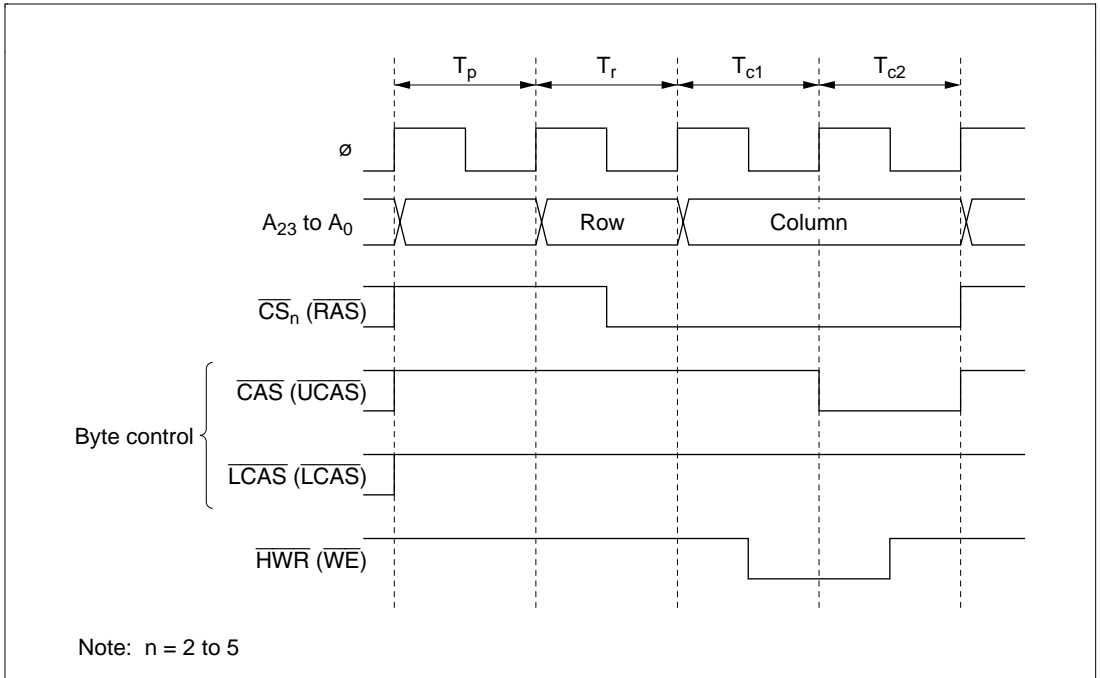 Tp Tr Tc1 Tc2
ø
A23 to A0 Row Column
CSn (RAS)
CAS (UCAS)
Byte control
LCAS (LCAS)
HWR (WE)
Note: n = 2 to 5